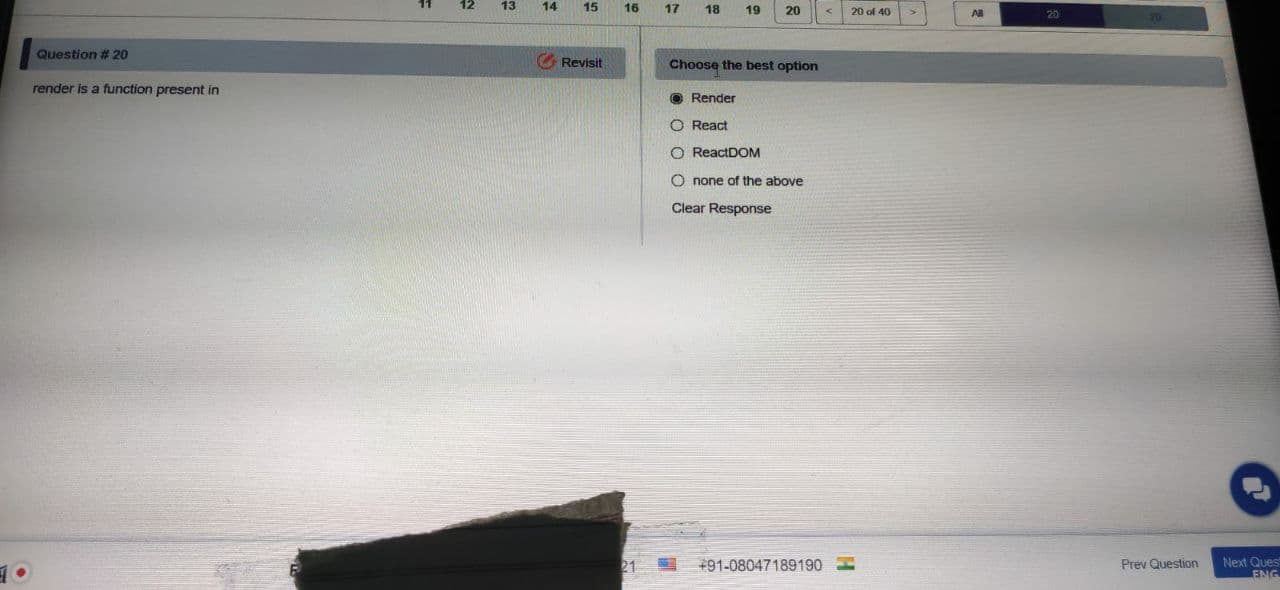 11 12 13 14 15 16 17 18 19 20 < 20 of 40 > All 20 20
Question # 20 Revisit
render is a function present in
Choose the best option
Render
React
ReactDOM
none of the above
Clear Response
21 +91-08047189190
Prev Question Next Ques
ENG